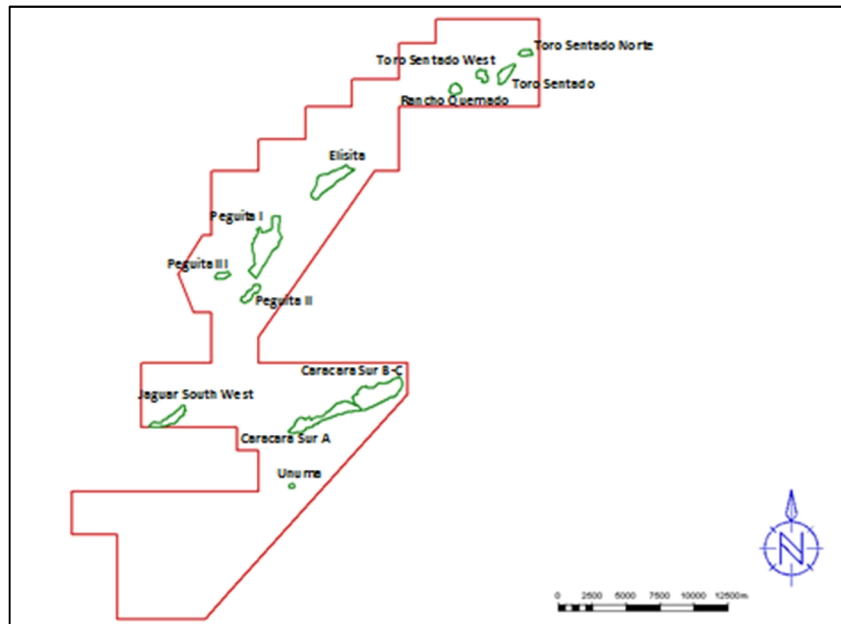 Toro Sentado Norte
Toro Sentado West
Toro Sentado
Rancho Quemado
Elisita
Peguita I
Peguita III
Peguita II
Caracara Sur B-C
Jaguar South West
Caracara Sur A
Unuma
N
0 2500 5000 7500 10000 12500m